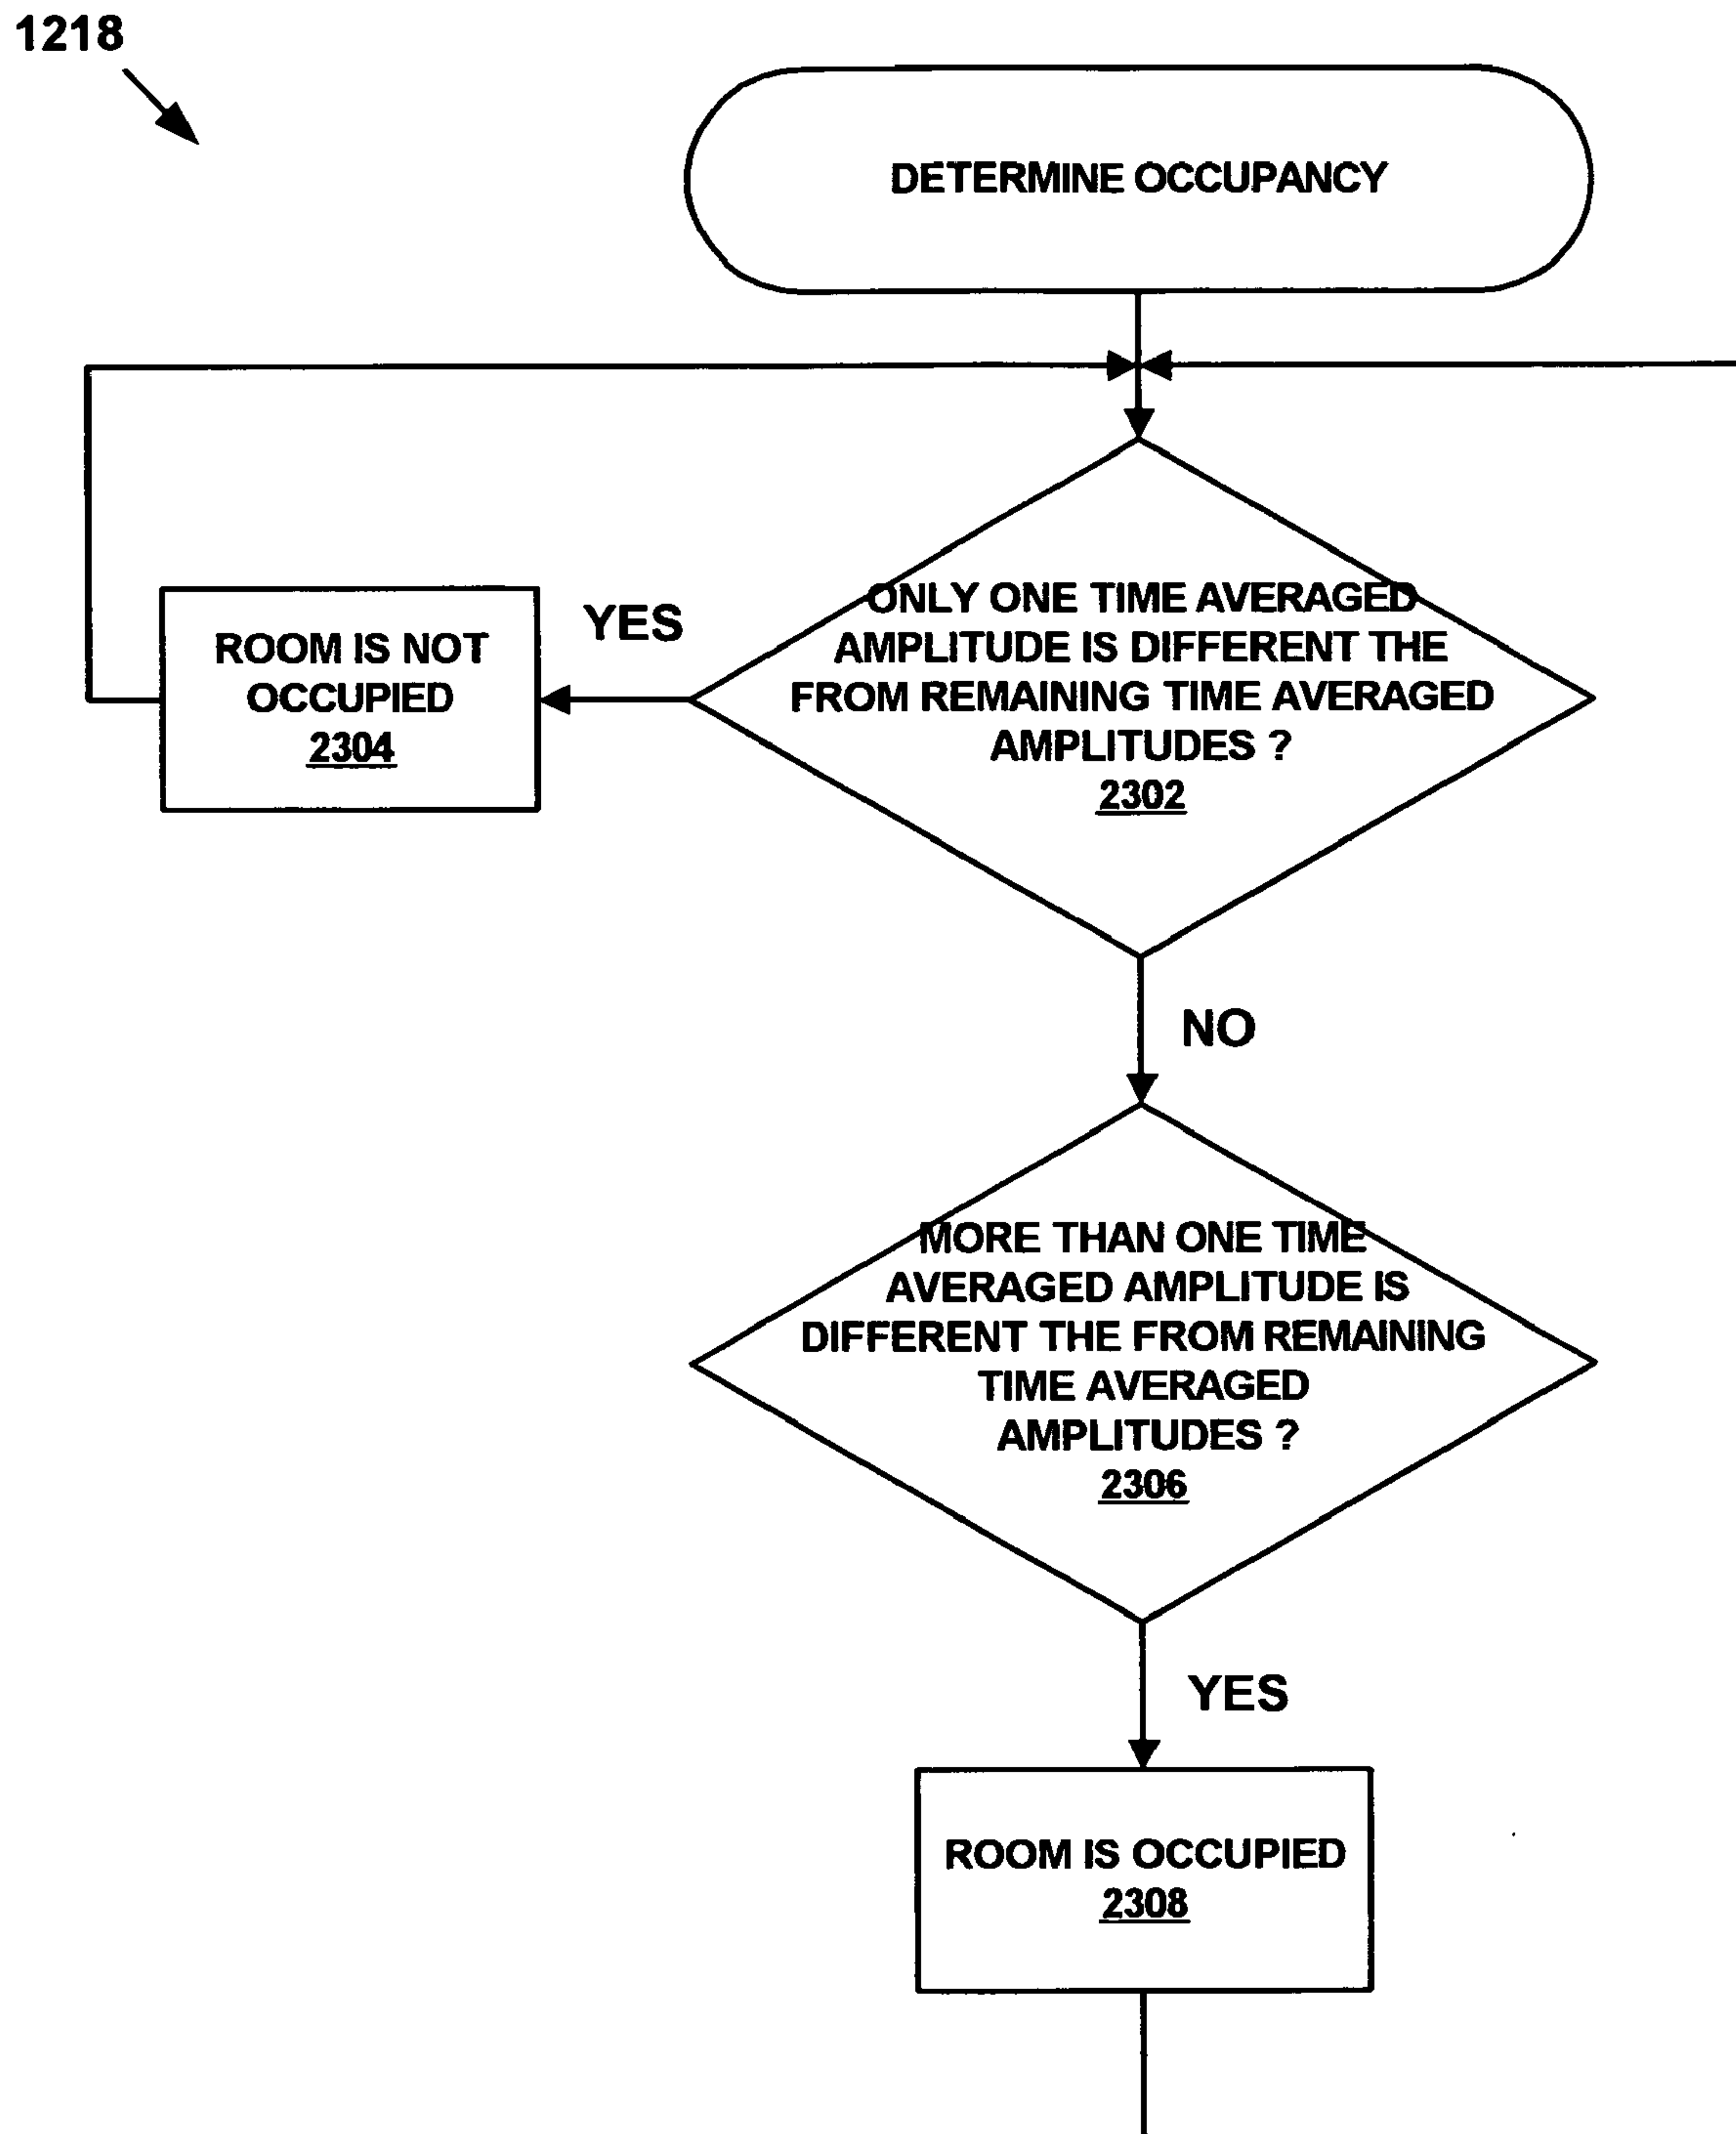 1218
DETERMINE OCCUPANCY
ONLY ONE TIME AVERAGED
AMPLITUDE IS DIFFERENT THE
FROM REMAINING TIME AVERAGED
AMPLITUDES ?
2302
YES
ROOM IS NOT
OCCUPIED
2304
NO
MORE THAN ONE TIME
AVERAGED AMPLITUDE IS
DIFFERENT THE FROM REMAINING
TIME AVERAGED
AMPLITUDES ?
2306
YES
ROOM IS OCCUPIED
2308